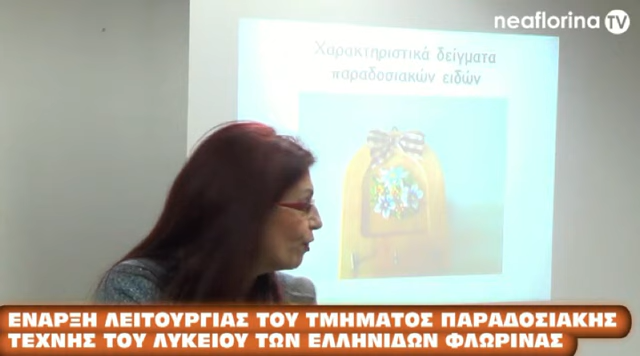 neaflorina TV
Χαρακτηριστικά δείγματα
παραδοσιακών ειδών
ΕΝΑΡΞΗ ΛΕΙΤΟΥΡΓΙΑΣ ΤΟΥ ΤΜΗΜΑΤΟΣ ΠΑΡΑΔΟΣΙΑΚΗΣ
ΤΕΧΝΗΣ ΤΟΥ ΛΥΚΕΙΟΥ ΤΩΝ ΕΛΛΗΝΙΔΩΝ ΦΛΩΡΙΝΑΣ